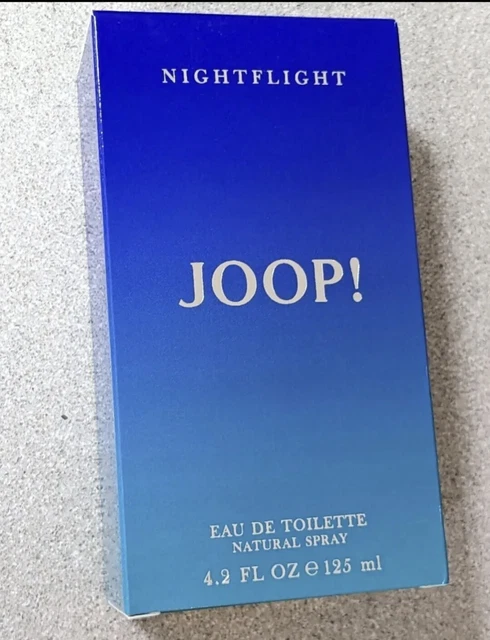 NIGHTFLIGHT
JOOP!
EAU DE TOILETTE
NATURAL SPRAY
4.2 FL OZ ℮ 125 ml